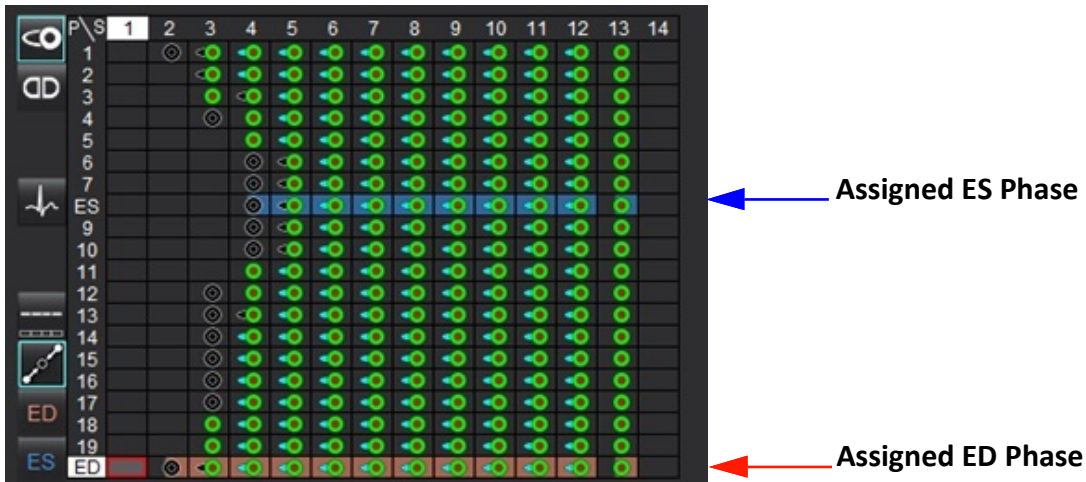 P\S 1 2 3 4 5 6 7 8 9 10 11 12 13 14
1
2
3
4
5
6
7
ES
Assigned ES Phase
9
10
11
12
13
14
15
16
17
ED
18
19
ES
ED
Assigned ED Phase